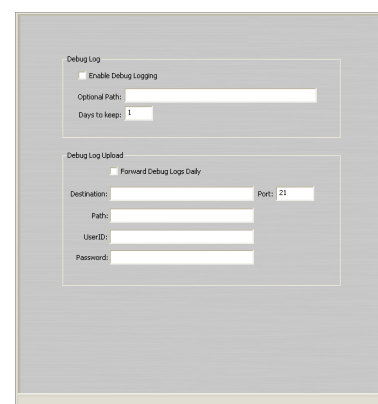 Debug Log
Enable Debug Logging
Optional Path:
Days to keep: 1
Debug Log Upload
Forward Debug Logs Daily
Destination: Port: 21
Path:
UserID:
Password: